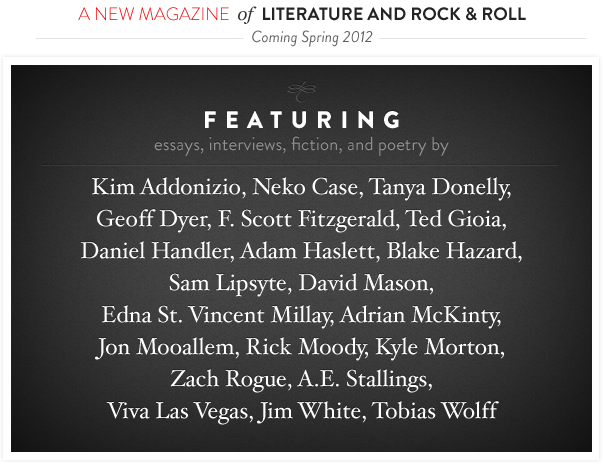 A NEW MAGAZINE of LITERATURE AND ROCK & ROLL
Coming Spring 2012
FEATURING
essays, interviews, fiction, and poetry by
Kim Addonizio, Neko Case, Tanya Donelly,
Geoff Dyer, F. Scott Fitzgerald, Ted Gioia,
Daniel Handler, Adam Haslett, Blake Hazard,
Sam Lipsyte, David Mason,
Edna St. Vincent Millay, Adrian McKinty,
Jon Mooallem, Rick Moody, Kyle Morton,
Zach Rogue, A.E. Stallings,
Viva Las Vegas, Jim White, Tobias Wolff